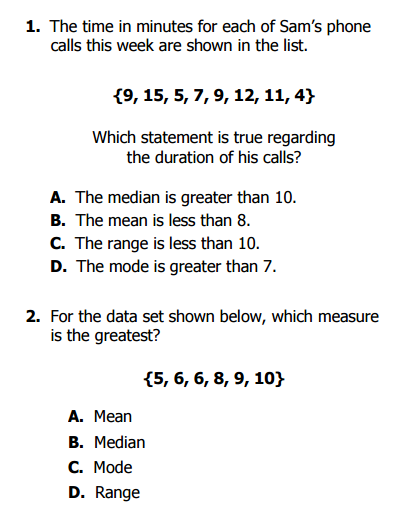 1. The time in minutes for each of Sam's phone
calls this week are shown in the list.
{9, 15, 5, 7, 9, 12, 11, 4}
Which statement is true regarding
the duration of his calls?
A. The median is greater than 10.
B. The mean is less than 8.
C. The range is less than 10.
D. The mode is greater than 7.
2. For the data set shown below, which measure
is the greatest?
{5, 6, 6, 8, 9, 10}
A. Mean
B. Median
C. Mode
D. Range